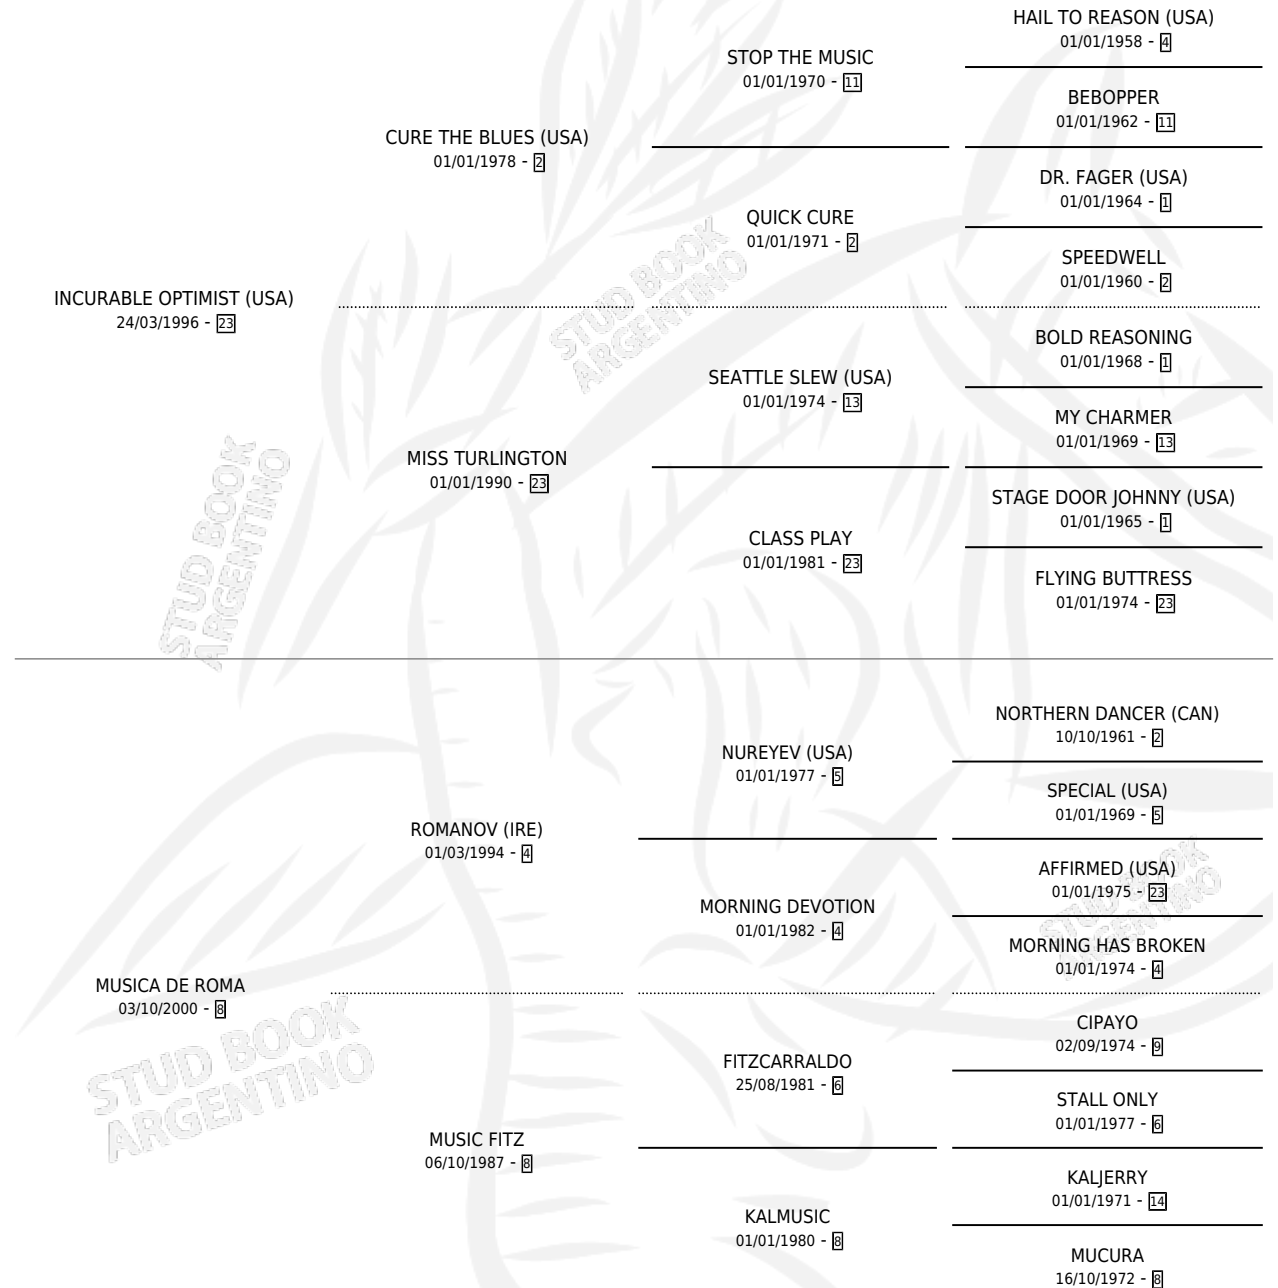 HAIL TO REASON (USA)
01/01/1958 - 4
STOP THE MUSIC
01/01/1970 - 11
BEBOPPER
01/01/1962 - 11
CURE THE BLUES (USA)
01/01/1978 - 2
DR. FAGER (USA)
01/01/1964 - 1
QUICK CURE
01/01/1971 - 2
SPEEDWELL
01/01/1960 - 2
INCURABLE OPTIMIST (USA)
24/03/1996 - 23
BOLD REASONING
01/01/1968 - 1
SEATTLE SLEW (USA)
01/01/1974 - 13
MY CHARMER
01/01/1969 - 13
MISS TURLINGTON
01/01/1990 - 23
STAGE DOOR JOHNNY (USA)
01/01/1965 - 1
CLASS PLAY
01/01/1981 - 23
FLYING BUTTRESS
01/01/1974 - 23
NORTHERN DANCER (CAN)
10/10/1961 - 2
NUREYEV (USA)
01/01/1977 - 5
SPECIAL (USA)
01/01/1969 - 5
ROMANOV (IRE)
01/03/1994 - 4
AFFIRMED (USA)
01/01/1975 - 23
MORNING DEVOTION
01/01/1982 - 4
MORNING HAS BROKEN
01/01/1974 - 4
MUSICA DE ROMA
03/10/2000 - 8
CIPAYO
02/09/1974 - 9
FITZCARRALDO
25/08/1981 - 6
STALL ONLY
01/01/1977 - 6
MUSIC FITZ
06/10/1987 - 8
KALJERRY
01/01/1971 - 14
KALMUSIC
01/01/1980 - 8
MUCURA
16/10/1972 - 8
STUD BOOK
ARGENTINO
STUD BOOK
ARGENTINO
STUD BOOK
ARGENTINO
STUD BOOK
ARGENTINO